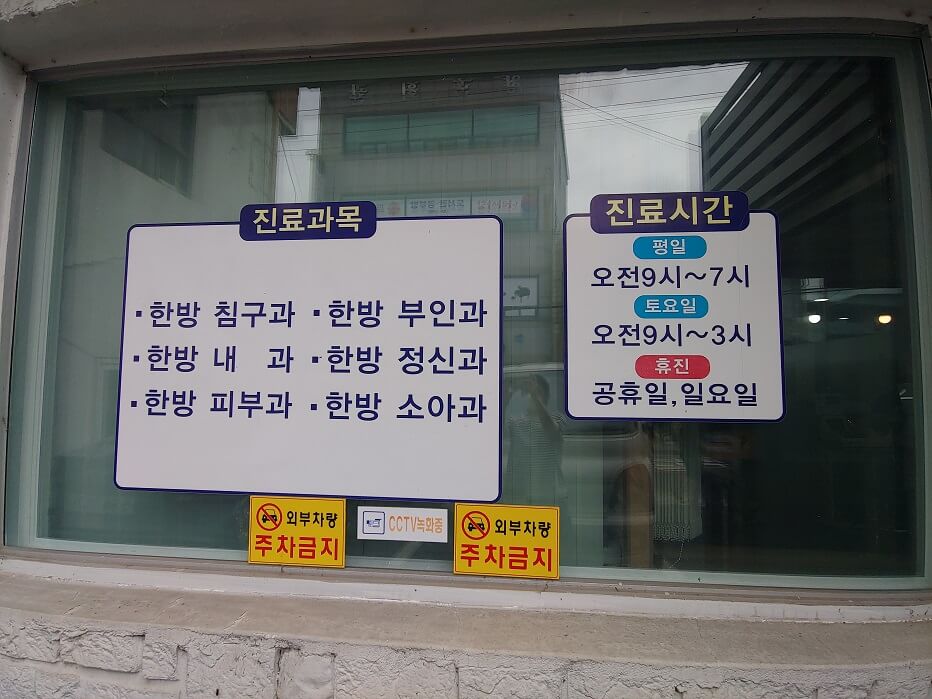 진료과목
·한방 침구과 ·한방 부인과
·한방 내 과 ·한방 정신과
·한방 피부과 ·한방 소아과
진료시간
평일
오전9시~7시
토요일
오전9시~3시
휴진
공휴일,일요일
외부차량
주차금지
CCTV녹화중
외부차량
주차금지